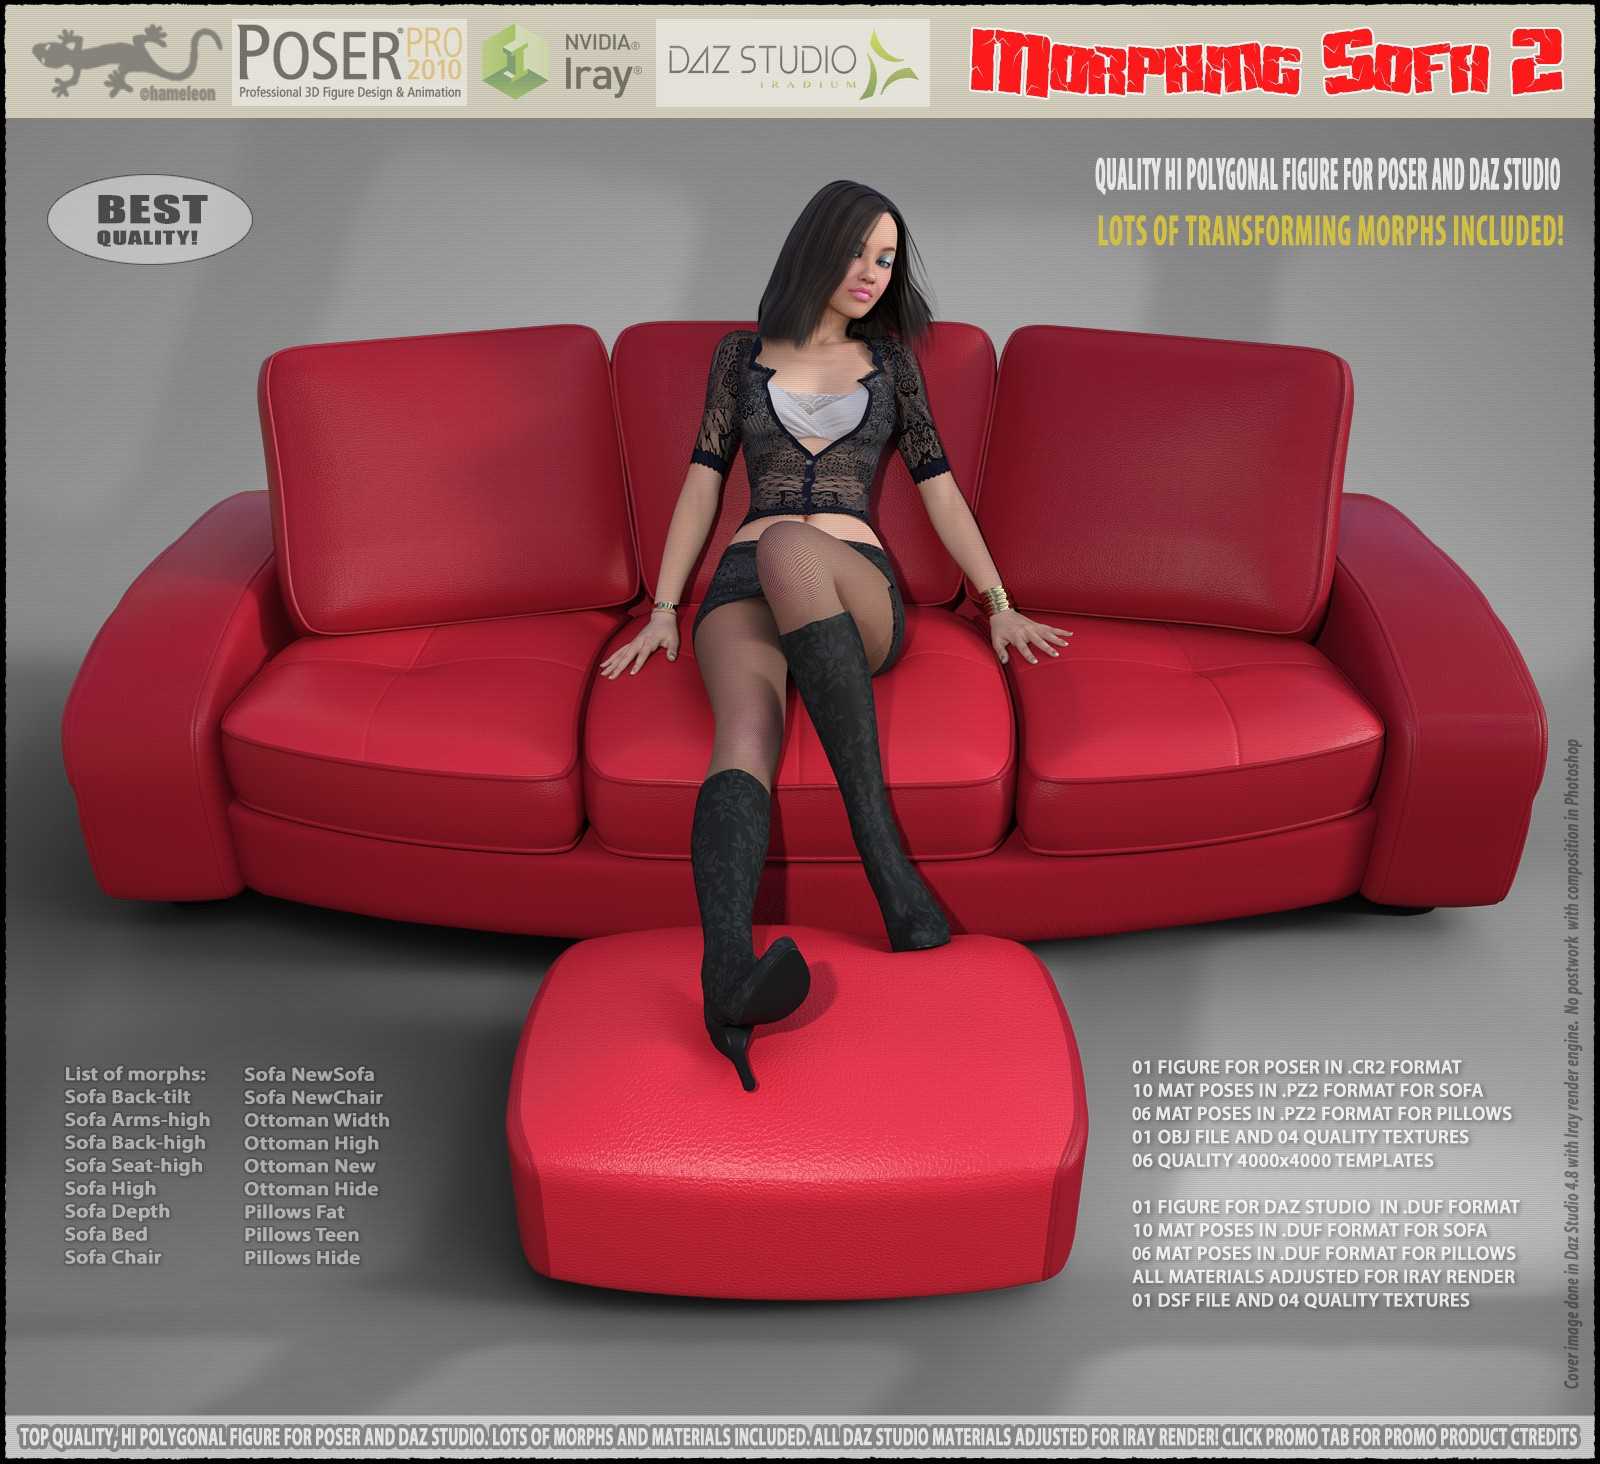 @hameleon
POSER® PRO 2010
Professional 3D Figure Design & Animation
NVIDIA®
Iray®
DAZ STUDIO
IRADIUM
MORPHING SOFA 2
BEST
QUALITY!
QUALITY HI POLYGONAL FIGURE FOR POSER AND DAZ STUDIO
LOTS OF TRANSFORMING MORPHS INCLUDED!
List of morphs:
Sofa Back-tilt
Sofa Arms-high
Sofa Back-high
Sofa Seat-high
Sofa High
Sofa Depth
Sofa Bed
Sofa Chair
Sofa NewSofa
Sofa NewChair
Ottoman Width
Ottoman High
Ottoman New
Ottoman Hide
Pillows Fat
Pillows Teen
Pillows Hide
01 FIGURE FOR POSER IN .CR2 FORMAT
10 MAT POSES IN .PZ2 FORMAT FOR SOFA
06 MAT POSES IN .PZ2 FORMAT FOR PILLOWS
01 OBJ FILE AND 04 QUALITY TEXTURES
06 QUALITY 4000x4000 TEMPLATES
01 FIGURE FOR DAZ STUDIO IN .DUF FORMAT
10 MAT POSES IN .DUF FORMAT FOR SOFA
06 MAT POSES IN .DUF FORMAT FOR PILLOWS
ALL MATERIALS ADJUSTED FOR IRAY RENDER
01 DSF FILE AND 04 QUALITY TEXTURES
Cover image done in Daz Studio 4.8 with Iray render engine. No postwork with composition in Photoshop
TOP QUALITY, HI POLYGONAL FIGURE FOR POSER AND DAZ STUDIO. LOTS OF MORPHS AND MATERIALS INCLUDED. ALL DAZ STUDIO MATERIALS ADJUSTED FOR IRAY RENDER! CLICK PROMO TAB FOR PROMO PRODUCT CTREDITS